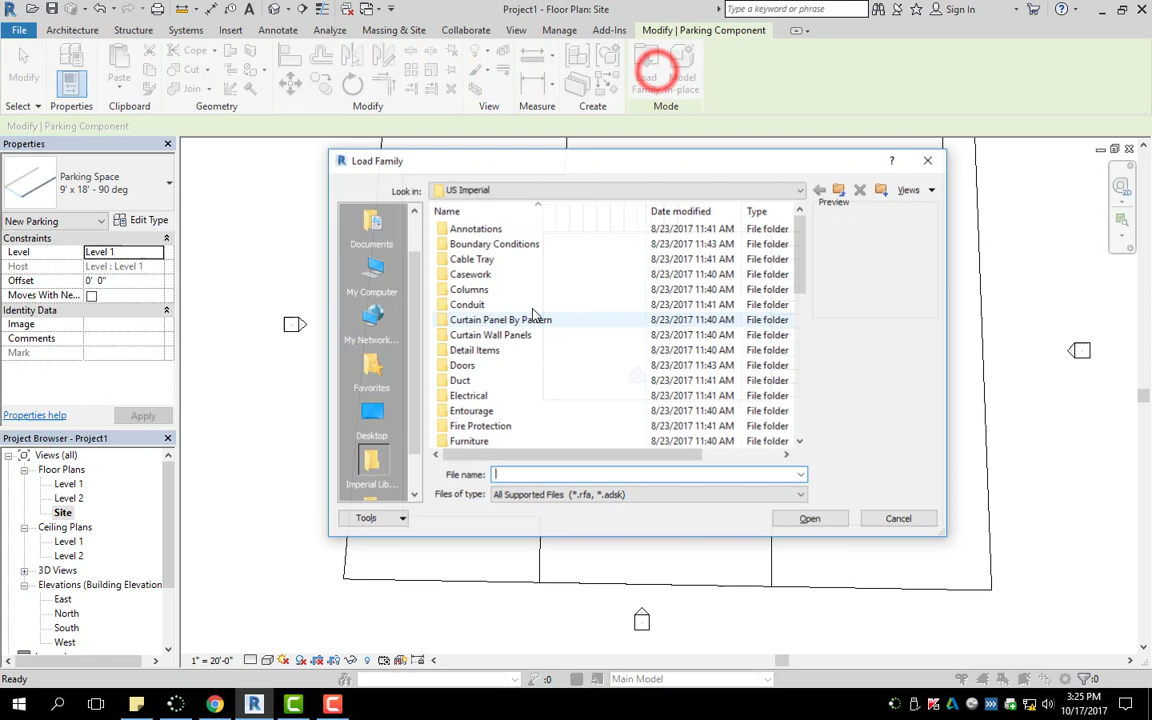 Project1 - Floor Plan: Site
Type a keyword or phrase
Sign In
File Architecture Structure Systems Insert Annotate Analyze Massing & Site Collaborate View Manage Add-Ins Modify | Parking Component
Modify Paste Cope Cut Join Load Family Model In-place
Select Properties Clipboard Geometry Modify View Measure Create Mode
Modify | Parking Component
Properties
Parking Space
9' x 18' - 90 deg
New Parking Edit Type
Constraints
Level Level 1
Host Level : Level 1
Offset 0' 0"
Moves With Ne...
Identity Data
Image
Comments
Mark
Properties help Apply
Project Browser - Project1
Views (all)
Floor Plans
Level 1
Level 2
Site
Ceiling Plans
Level 1
Level 2
3D Views
Elevations (Building Elevation
East
North
South
West
Load Family
Look in: US Imperial Views
Name Date modified Type
Preview
Annotations 8/23/2017 11:41 AM File folder
Boundary Conditions 8/23/2017 11:43 AM File folder
Cable Tray 8/23/2017 11:41 AM File folder
Casework 8/23/2017 11:41 AM File folder
Columns 8/23/2017 11:41 AM File folder
Conduit 8/23/2017 11:41 AM File folder
Curtain Panel By Pattern 8/23/2017 11:40 AM File folder
Curtain Wall Panels 8/23/2017 11:40 AM File folder
Detail Items 8/23/2017 11:40 AM File folder
Doors 8/23/2017 11:43 AM File folder
Duct 8/23/2017 11:41 AM File folder
Electrical 8/23/2017 11:41 AM File folder
Entourage 8/23/2017 11:40 AM File folder
Fire Protection 8/23/2017 11:41 AM File folder
Furniture 8/23/2017 11:40 AM File folder
Documents
My Computer
My Network...
Favorites
Desktop
Imperial Lib...
File name:
Files of type: All Supported Files (*.rfa, *.adsk)
Tools Open Cancel
1" = 20'-0"
Ready :0 Main Model :0
3:25 PM
10/17/2017